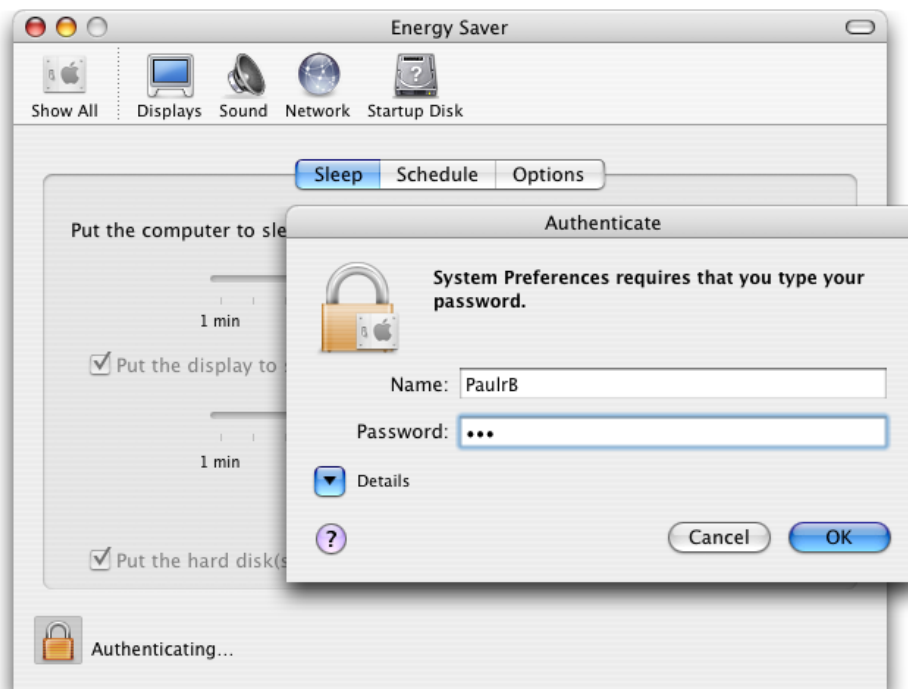 Energy Saver
Show All
Displays
Sound
Network
Startup Disk
Sleep
Schedule
Options
Put the computer to sle
1 min
Put the display to
1 min
Put the hard disk(s
Authenticating...
Authenticate
System Preferences requires that you type your
password.
Name: PaulrB
Password: •••
Details
?
Cancel
OK